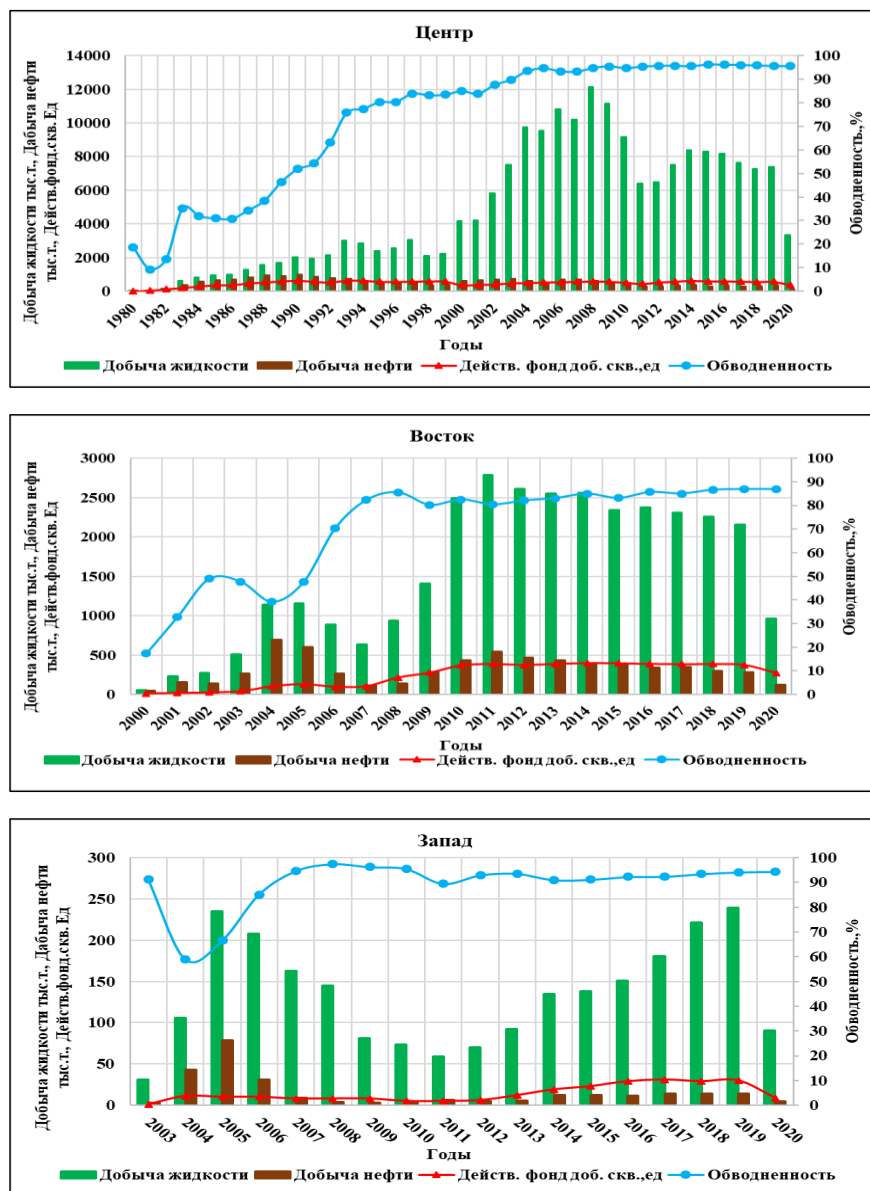 Центр
Добыча жидкости тыс.т., Дабыча нефти
тыс.т., Действ.фонд.скв. Ед
14000
12000
10000
8000
6000
4000
2000
0
100
90
80
70
60
50
40
30
20
10
0
Обводненность.,%
1980 1982 1984 1986 1988 1990 1992 1994 1996 1998 2000 2002 2004 2006 2008 2010 2012 2014 2016 2018 2020
Годы
Добыча жидкости Добыча нефти Действ. фонд доб. скв.,ед Обводненность
Восток
Добыча жидкости тыс.т., Дабыча нефти
тыс.т., Действ.фонд.скв. Ед
3000
2500
2000
1500
1000
500
0
100
90
80
70
60
50
40
30
20
10
0
Обводненность.,%
2000 2001 2002 2003 2004 2005 2006 2007 2008 2009 2010 2011 2012 2013 2014 2015 2016 2017 2018 2019 2020
Годы
Добыча жидкости Добыча нефти Действ. фонд доб. скв.,ед Обводненность
Запад
Добыча жидкости тыс.т., Дабыча нефти
тыс.т., Действ.фонд.скв. Ед
300
250
200
150
100
50
0
100
90
80
70
60
50
40
30
20
10
0
Обводненность.,%
2003 2004 2005 2006 2007 2008 2009 2010 2011 2012 2013 2014 2015 2016 2017 2018 2019 2020
Годы
Добыча жидкости Добыча нефти Действ. фонд доб. скв.,ед Обводненность